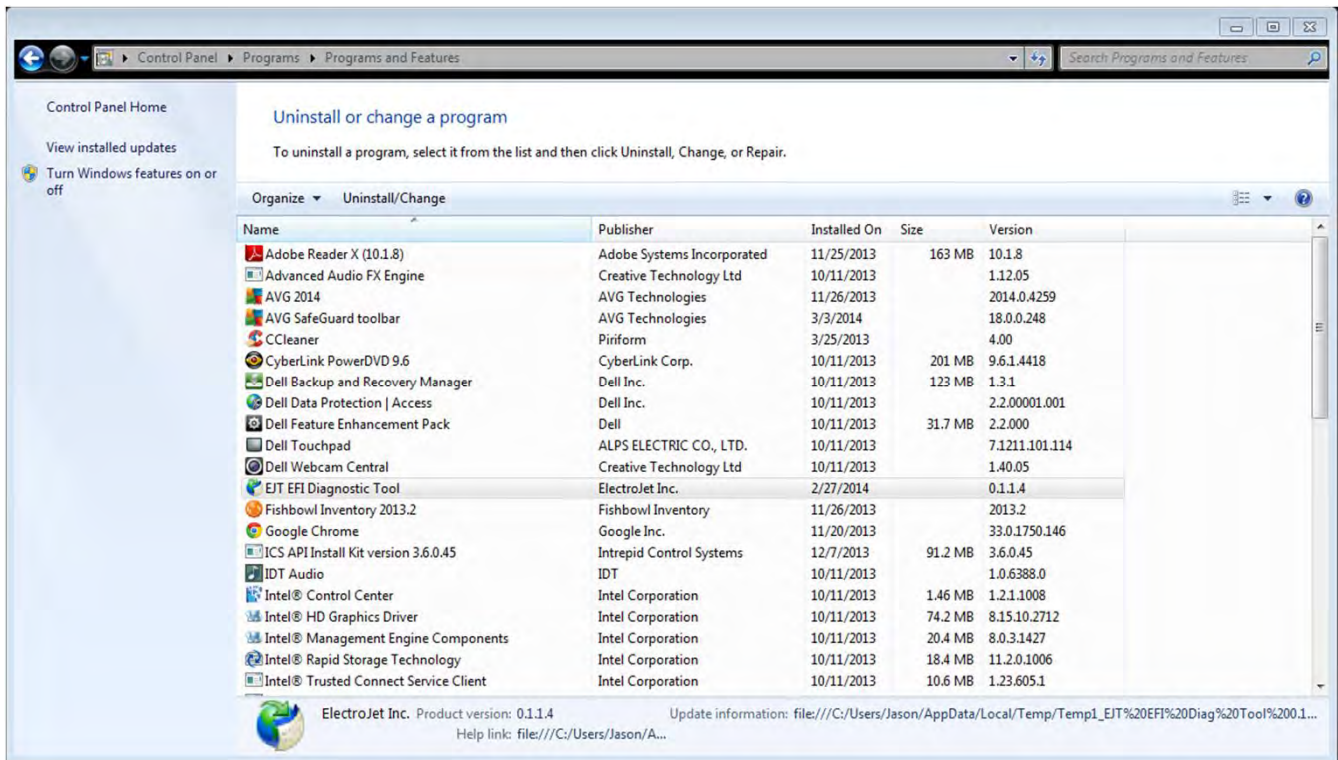 Control Panel Programs Programs and Features Search Programs and Features
Control Panel Home
View installed updates
Turn Windows features on or
off
Uninstall or change a program
To uninstall a program, select it from the list and then click Uninstall, Change, or Repair.
Organize Uninstall/Change
Name Publisher Installed On Size Version
Adobe Reader X (10.1.8) Adobe Systems Incorporated 11/25/2013 163 MB 10.1.8
Advanced Audio FX Engine Creative Technology Ltd 10/11/2013 1.12.05
AVG 2014 AVG Technologies 11/26/2013 2014.0.4259
AVG SafeGuard toolbar AVG Technologies 3/3/2014 18.0.0.248
CCleaner Piriform 3/25/2013 4.00
CyberLink PowerDVD 9.6 CyberLink Corp. 10/11/2013 201 MB 9.6.1.4418
Dell Backup and Recovery Manager Dell Inc. 10/11/2013 123 MB 1.3.1
Dell Data Protection | Access Dell Inc. 10/11/2013 2.2.00001.001
Dell Feature Enhancement Pack Dell 10/11/2013 31.7 MB 2.2.000
Dell Touchpad ALPS ELECTRIC CO., LTD. 10/11/2013 7.1211.101.114
Dell Webcam Central Creative Technology Ltd 10/11/2013 1.40.05
EJT EFI Diagnostic Tool ElectroJet Inc. 2/27/2014 0.1.1.4
Fishbowl Inventory 2013.2 Fishbowl Inventory 11/26/2013 2013.2
Google Chrome Google Inc. 11/20/2013 33.0.1750.146
ICS API Install Kit version 3.6.0.45 Intrepid Control Systems 12/7/2013 91.2 MB 3.6.0.45
IDT Audio IDT 10/11/2013 1.0.6388.0
Intel® Control Center Intel Corporation 10/11/2013 1.46 MB 1.2.1.1008
Intel® HD Graphics Driver Intel Corporation 10/11/2013 74.2 MB 8.15.10.2712
Intel® Management Engine Components Intel Corporation 10/11/2013 20.4 MB 8.0.3.1427
Intel® Rapid Storage Technology Intel Corporation 10/11/2013 18.4 MB 11.2.0.1006
Intel® Trusted Connect Service Client Intel Corporation 10/11/2013 10.6 MB 1.23.605.1
ElectroJet Inc. Product version: 0.1.1.4 Update information: file:///C:/Users/Jason/AppData/Local/Temp/Temp1_EJT%20EFI%20Diag%20Tool%200.1...
Help link: file:///C:/Users/Jason/A...